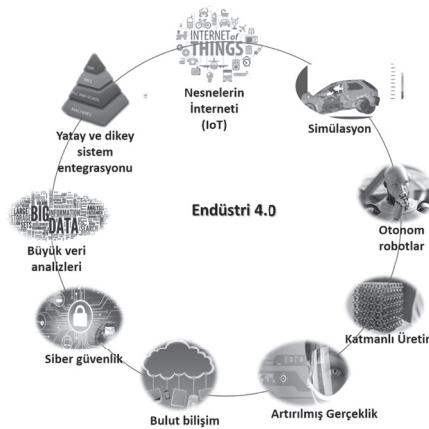 INTERNET of
THINGS
Nesnelerin
İnterneti
(IoT)
Simülasyon
Otonom
robotlar
Katmanlı Üretim
Artırılmış Gerçeklik
Bulut bilişim
Siber güvenlik
BIG
DATA
Büyük veri
analizleri
Yatay ve dikey
sistem
entegrasyonu
Endüstri 4.0